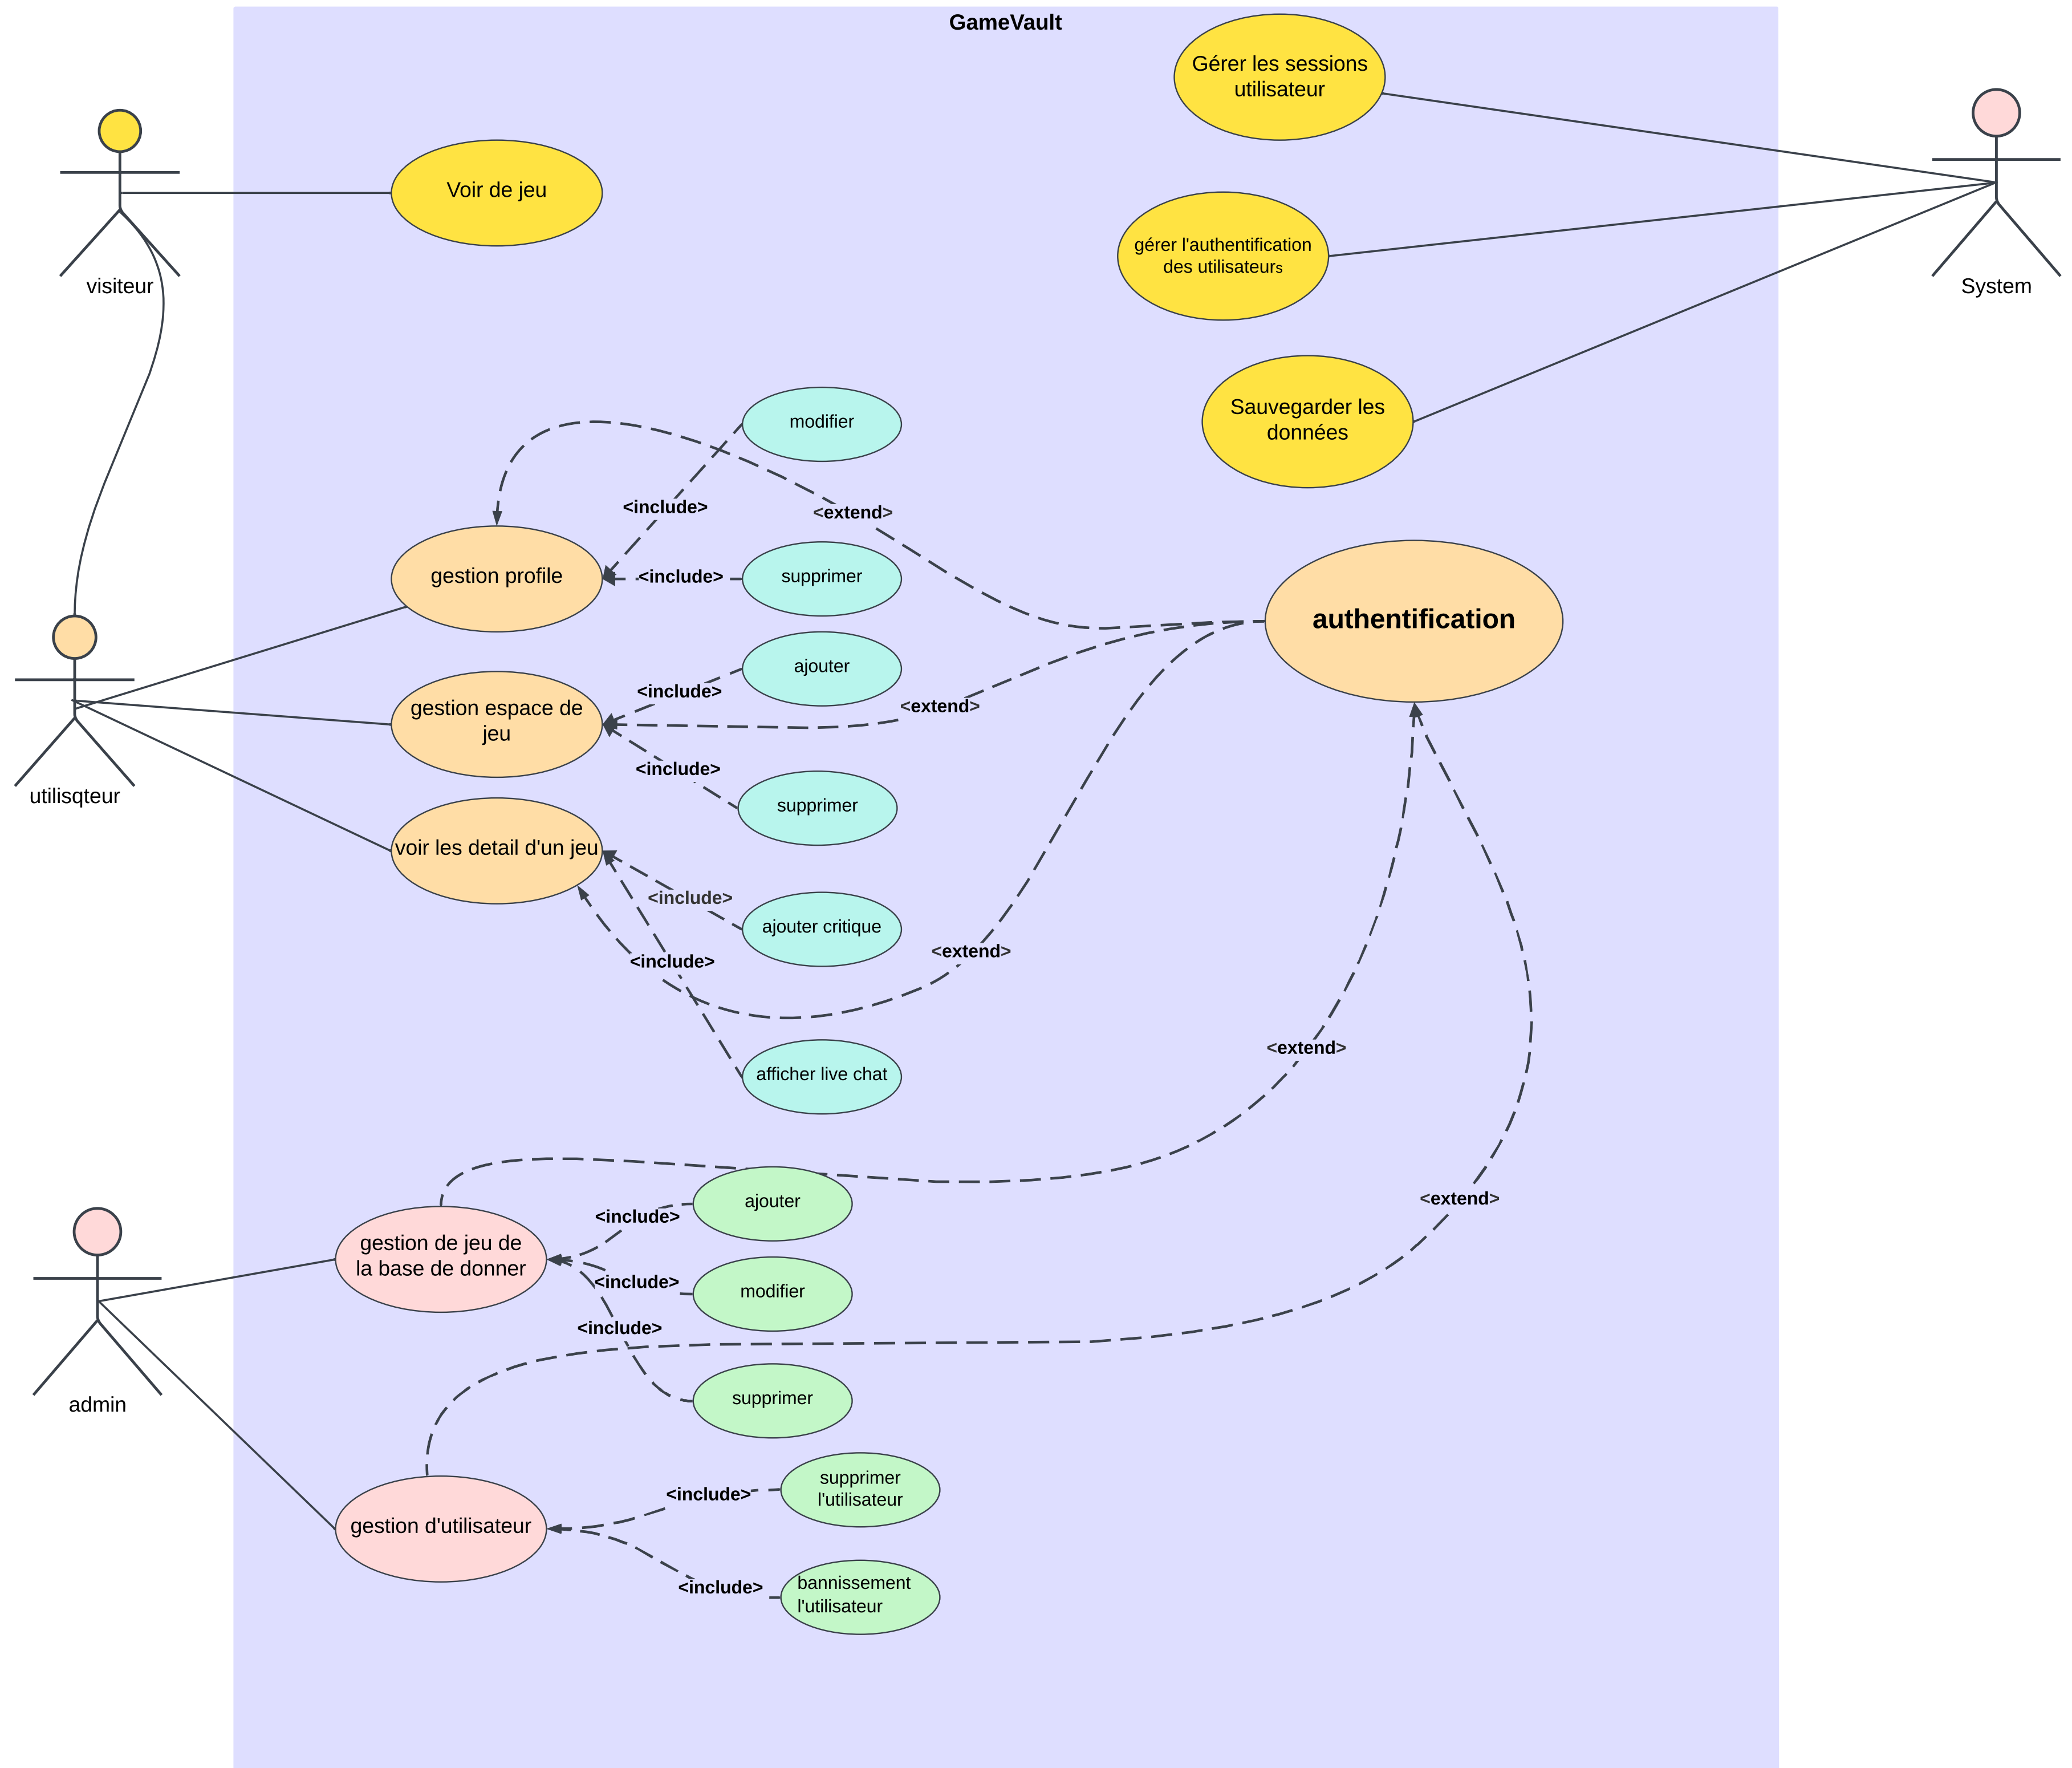 GameVault
Gérer les sessions
utilisateur
Voir de jeu
gérer l'authentification
des utilisateurs
visiteur
System
Sauvegarder les
données
modifier
<include>
<extend>
gestion profile
<include>
supprimer
authentification
ajouter
<include>
<extend>
gestion espace de
jeu
<include>
utilisqteur
supprimer
voir les detail d'un jeu
<include>
ajouter critique
<include>
<extend>
<extend>
afficher live chat
ajouter
<extend>
<include>
gestion de jeu de
la base de donner
<include>
modifier
<include>
admin
supprimer
supprimer
l'utilisateur
<include>
gestion d'utilisateur
<include>
bannissement
l'utilisateur